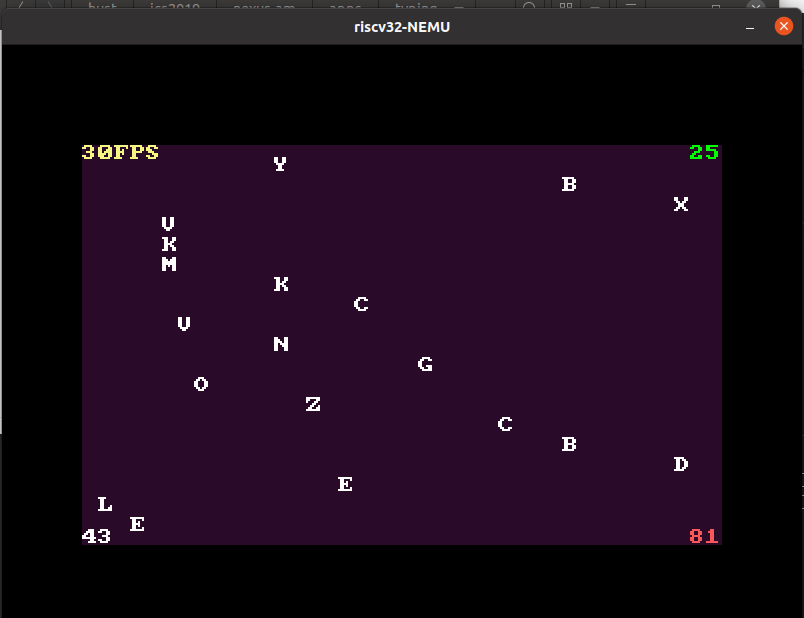 riscv32-NEMU
30FPS
25
Y
B
X
V
K
M
K
C
V
N
G
O
Z
C
B
D
E
L
E
43
81